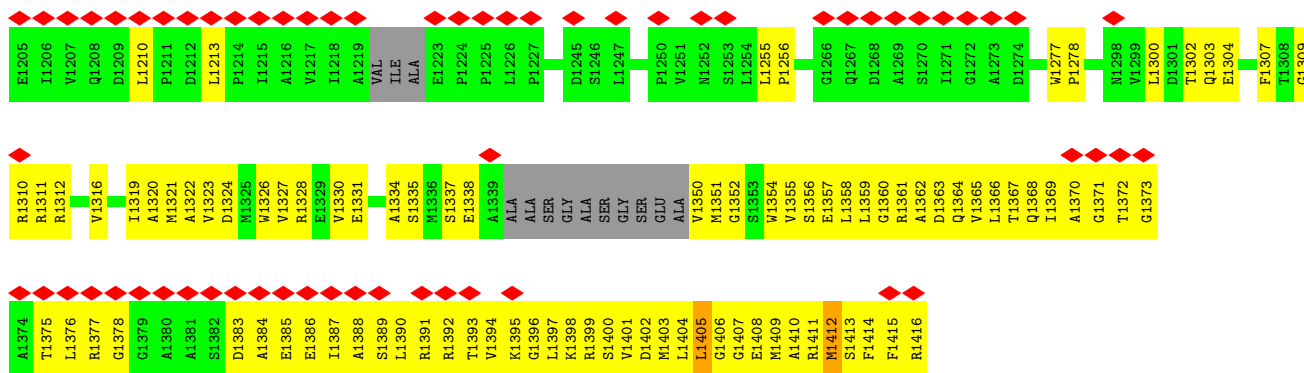 E1205 I1206 V1207 Q1208 D1209 L1210 P1211 D1212 L1213 P1214 I1215 A1216 V1217 I1218 A1219 VAL ILE ALA E1223 P1224 P1225 L1226 P1227 D1245 S1246 L1247 P1250 V1251 N1252 S1253 L1254 L1255 P1256 G1266 Q1267 D1268 A1269 S1270 I1271 G1272 A1273 D1274 W1277 P1278 N1298 V1299 L1300 D1301 T1302 Q1303 E1304 F1307 T1308 G1309
R1310 R1311 R1312 V1316 I1319 A1320 M1321 A1322 V1323 D1324 M1325 W1326 V1327 R1328 E1329 V1330 E1331 A1334 S1335 M1336 S1337 E1338 A1339 ALA ALA SER GLY ALA SER GLY SER GLU ALA V1350 M1351 G1352 S1353 W1354 V1355 S1356 E1357 L1358 L1359 G1360 R1361 A1362 D1363 Q1364 V1365 L1366 T1367 Q1368 I1369 A1370 G1371 T1372 G1373
A1374 T1375 L1376 R1377 G1378 G1379 A1380 A1381 S1382 D1383 A1384 E1385 E1386 I1387 A1388 S1389 L1390 R1391 R1392 T1393 V1394 K1395 G1396 L1397 K1398 R1399 S1400 V1401 D1402 M1403 L1404 L1405 G1406 G1407 E1408 M1409 A1410 R1411 M1412 S1413 F1414 F1415 R1416